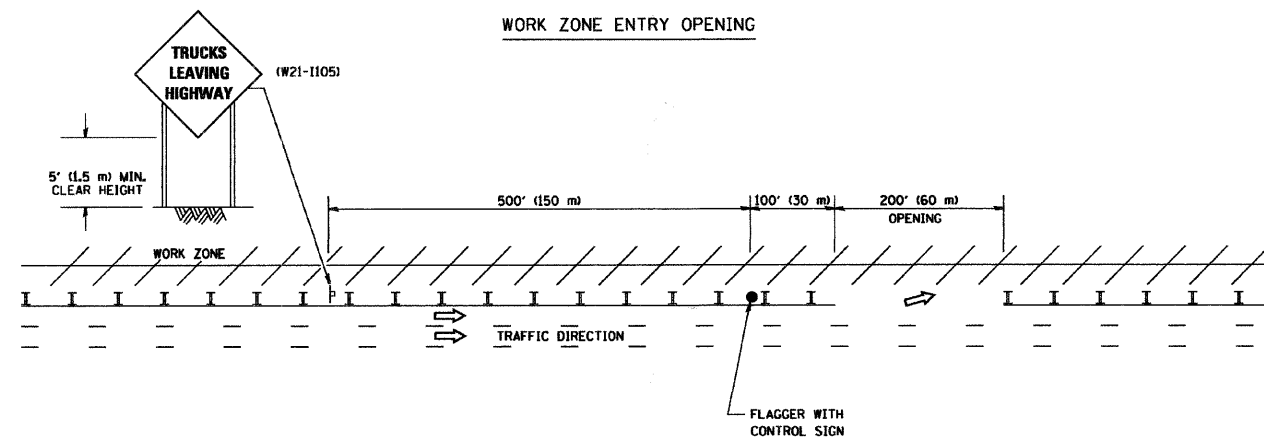 WORK ZONE ENTRY OPENING
TRUCKS
LEAVING
HIGHWAY
(W21-I105)
5' (1.5 m) MIN.
CLEAR HEIGHT
500' (150 m)
100' (30 m)
200' (60 m)
OPENING
WORK ZONE
TRAFFIC DIRECTION
FLAGGER WITH
CONTROL SIGN